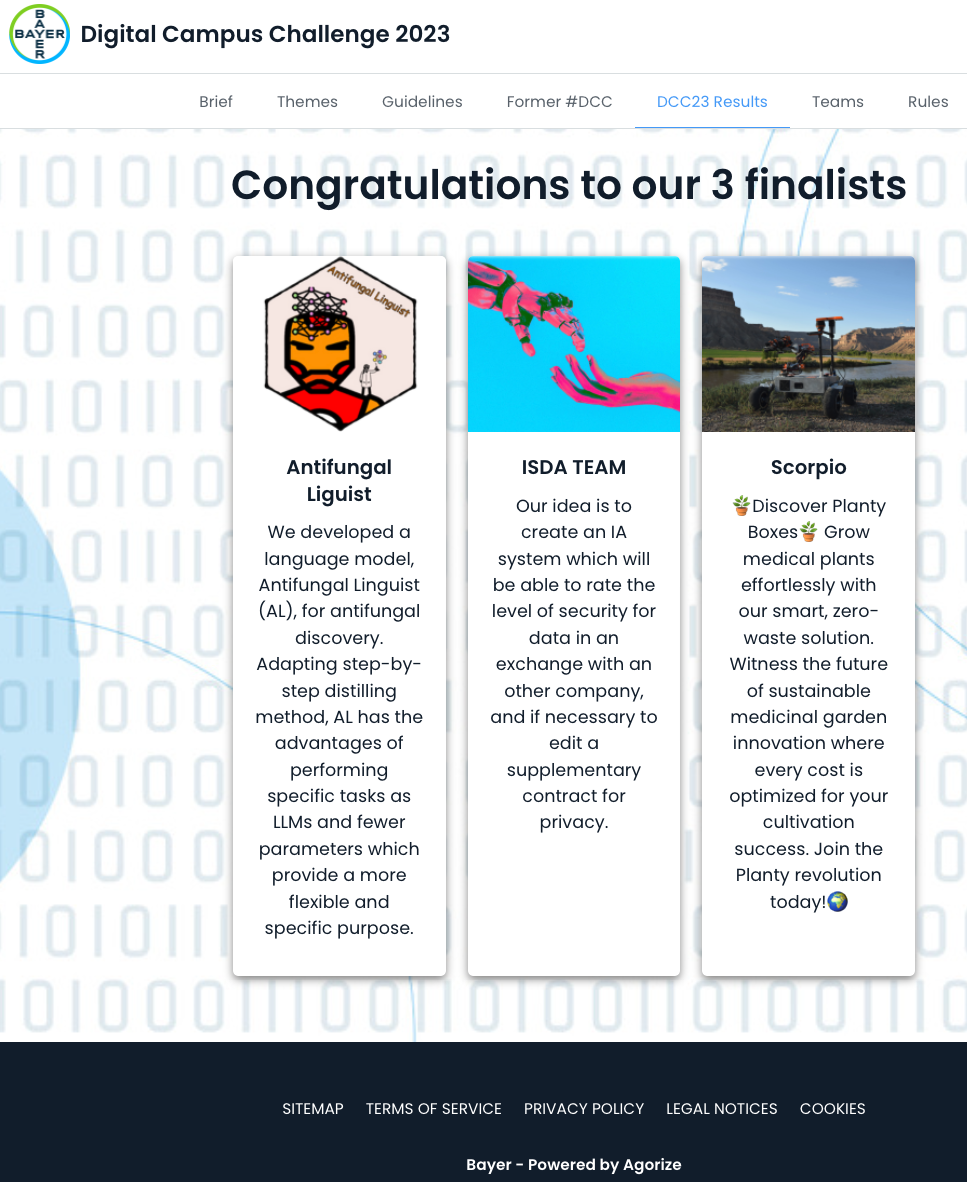 BAYER
BAYER
Digital Campus Challenge 2023
Brief Themes Guidelines Former #DCC DCC23 Results Teams Rules
Congratulations to our 3 finalists
Antifungal Linguist
Antifungal
Liguist
We developed a
language model,
Antifungal Linguist
(AL), for antifungal
discovery.
Adapting step-by-
step distilling
method, AL has the
advantages of
performing
specific tasks as
LLMs and fewer
parameters which
provide a more
flexible and
specific purpose.
ISDA TEAM
Our idea is to
create an IA
system which will
be able to rate the
level of security for
data in an
exchange with an
other company,
and if necessary to
edit a
supplementary
contract for
privacy.
Scorpio
🪴Discover Planty
Boxes🪴 Grow
medical plants
effortlessly with
our smart, zero-
waste solution.
Witness the future
of sustainable
medicinal garden
innovation where
every cost is
optimized for your
cultivation
success. Join the
Planty revolution
today!🌍
SITEMAP TERMS OF SERVICE PRIVACY POLICY LEGAL NOTICES COOKIES
Bayer - Powered by Agorize